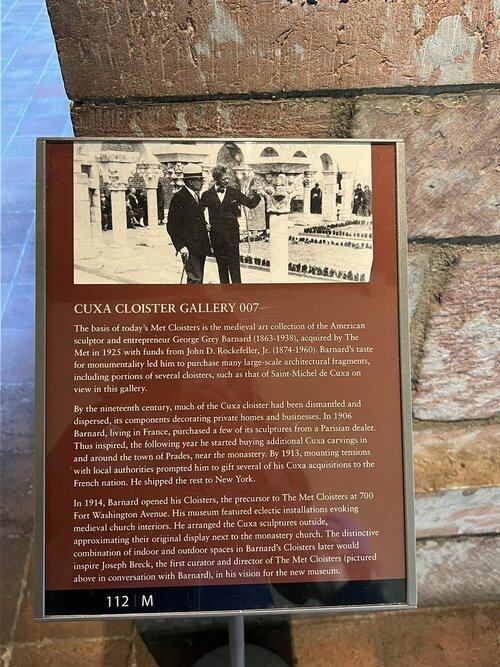 CUXA CLOISTER GALLERY 007
The basis of today's Met Cloisters is the medieval art collection of the American
sculptor and entrepreneur George Grey Barnard (1863-1938), acquired by The
Met in 1925 with funds from John D. Rockefeller, Jr. (1874-1960). Barnard's taste
for monumentality led him to purchase many large-scale architectural fragments,
including portions of several cloisters, such as that of Saint-Michel de Cuxa on
view in this gallery.
By the nineteenth century, much of the Cuxa cloister had been dismantled and
dispersed, its components decorating private homes and businesses. In 1906
Barnard, living in France, purchased a few of its sculptures from a Parisian dealer.
Thus inspired, the following year he started buying additional Cuxa carvings in
and around the town of Prades, near the monastery. By 1913, mounting tensions
with local authorities prompted him to gift several of his Cuxa acquisitions to the
French nation. He shipped the rest to New York.
In 1914, Barnard opened his Cloisters, the precursor to The Met Cloisters at 700
Fort Washington Avenue. His museum featured eclectic installations evoking
medieval church interiors. He arranged the Cuxa sculptures outside,
approximating their original display next to the monastery church. The distinctive
combination of indoor and outdoor spaces in Barnard's Cloisters later would
inspire Joseph Breck, the first curator and director of The Met Cloisters (pictured
above in conversation with Barnard), in his vision for the new museum.
112 | M